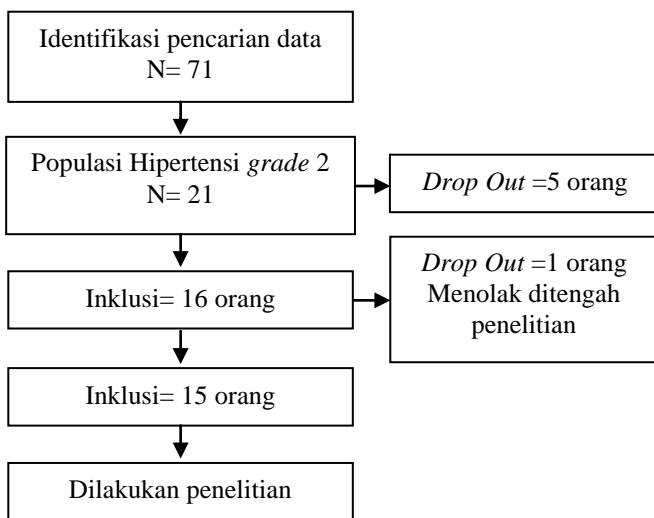 Identifikasi pencarian data
N= 71
Populasi Hipertensi grade 2
N= 21
Drop Out =5 orang
Inklusi= 16 orang
Drop Out =1 orang
Menolak ditengah
penelitian
Inklusi= 15 orang
Dilakukan penelitian